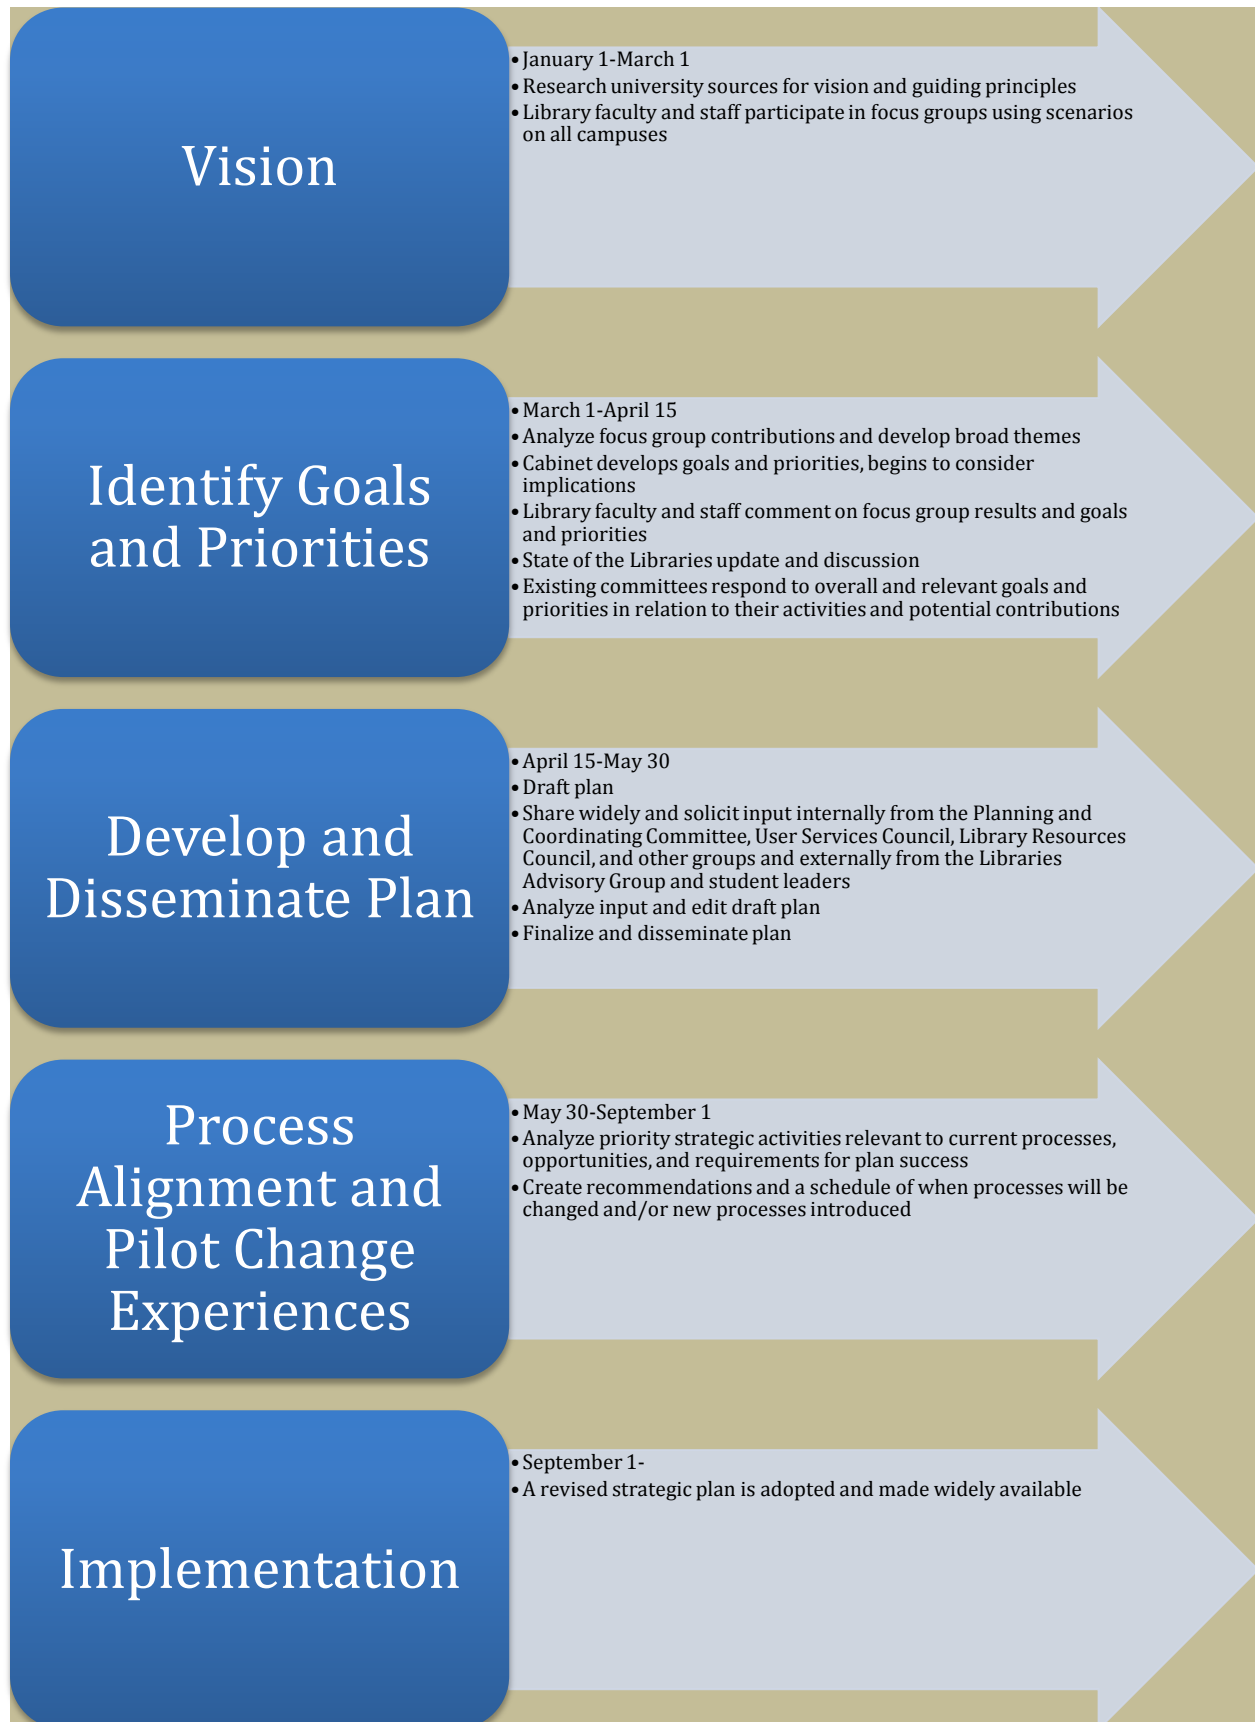 Vision
• January 1-March 1
• Research university sources for vision and guiding principles
• Library faculty and staff participate in focus groups using scenarios
on all campuses
Identify Goals
and Priorities
• March 1-April 15
• Analyze focus group contributions and develop broad themes
• Cabinet develops goals and priorities, begins to consider
implications
• Library faculty and staff comment on focus group results and goals
and priorities
• State of the Libraries update and discussion
• Existing committees respond to overall and relevant goals and
priorities in relation to their activities and potential contributions
Develop and
Disseminate Plan
• April 15-May 30
• Draft plan
• Share widely and solicit input internally from the Planning and
Coordinating Committee, User Services Council, Library Resources
Council, and other groups and externally from the Libraries
Advisory Group and student leaders
• Analyze input and edit draft plan
• Finalize and disseminate plan
Process
Alignment and
Pilot Change
Experiences
• May 30-September 1
• Analyze priority strategic activities relevant to current processes,
opportunities, and requirements for plan success
• Create recommendations and a schedule of when processes will be
changed and/or new processes introduced
Implementation
• September 1-
• A revised strategic plan is adopted and made widely available